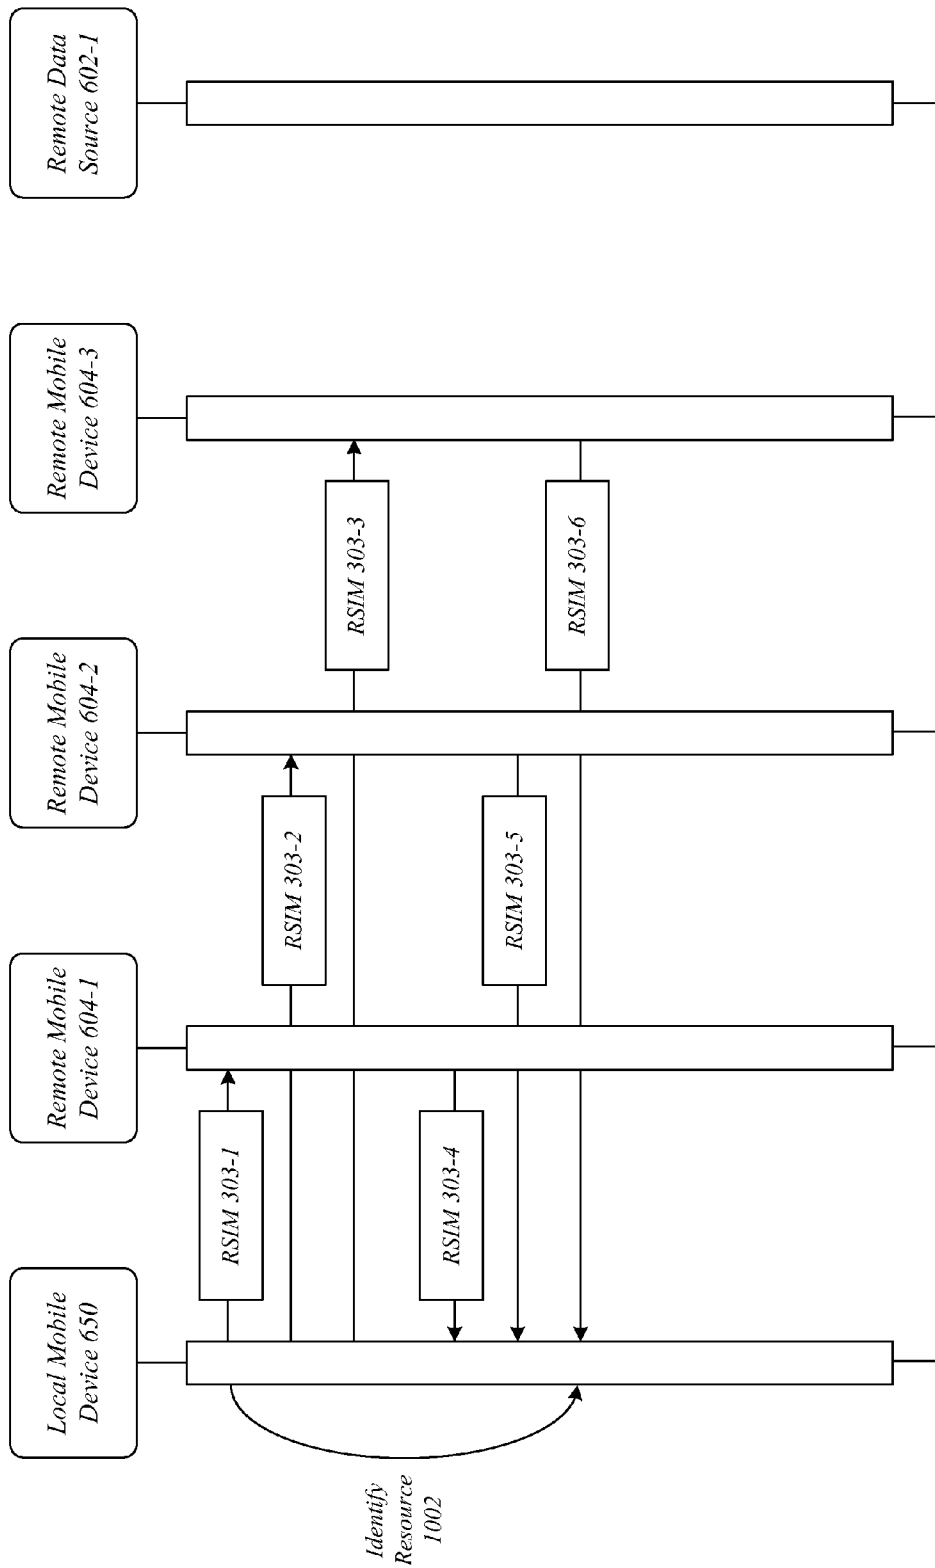 Local Mobile
Device 650
Remote Mobile
Device 604-1
Remote Mobile
Device 604-2
Remote Mobile
Device 604-3
Remote Data
Source 602-1
RSIM 303-1
RSIM 303-2
RSIM 303-3
Identify
Resource
1002
RSIM 303-4
RSIM 303-5
RSIM 303-6